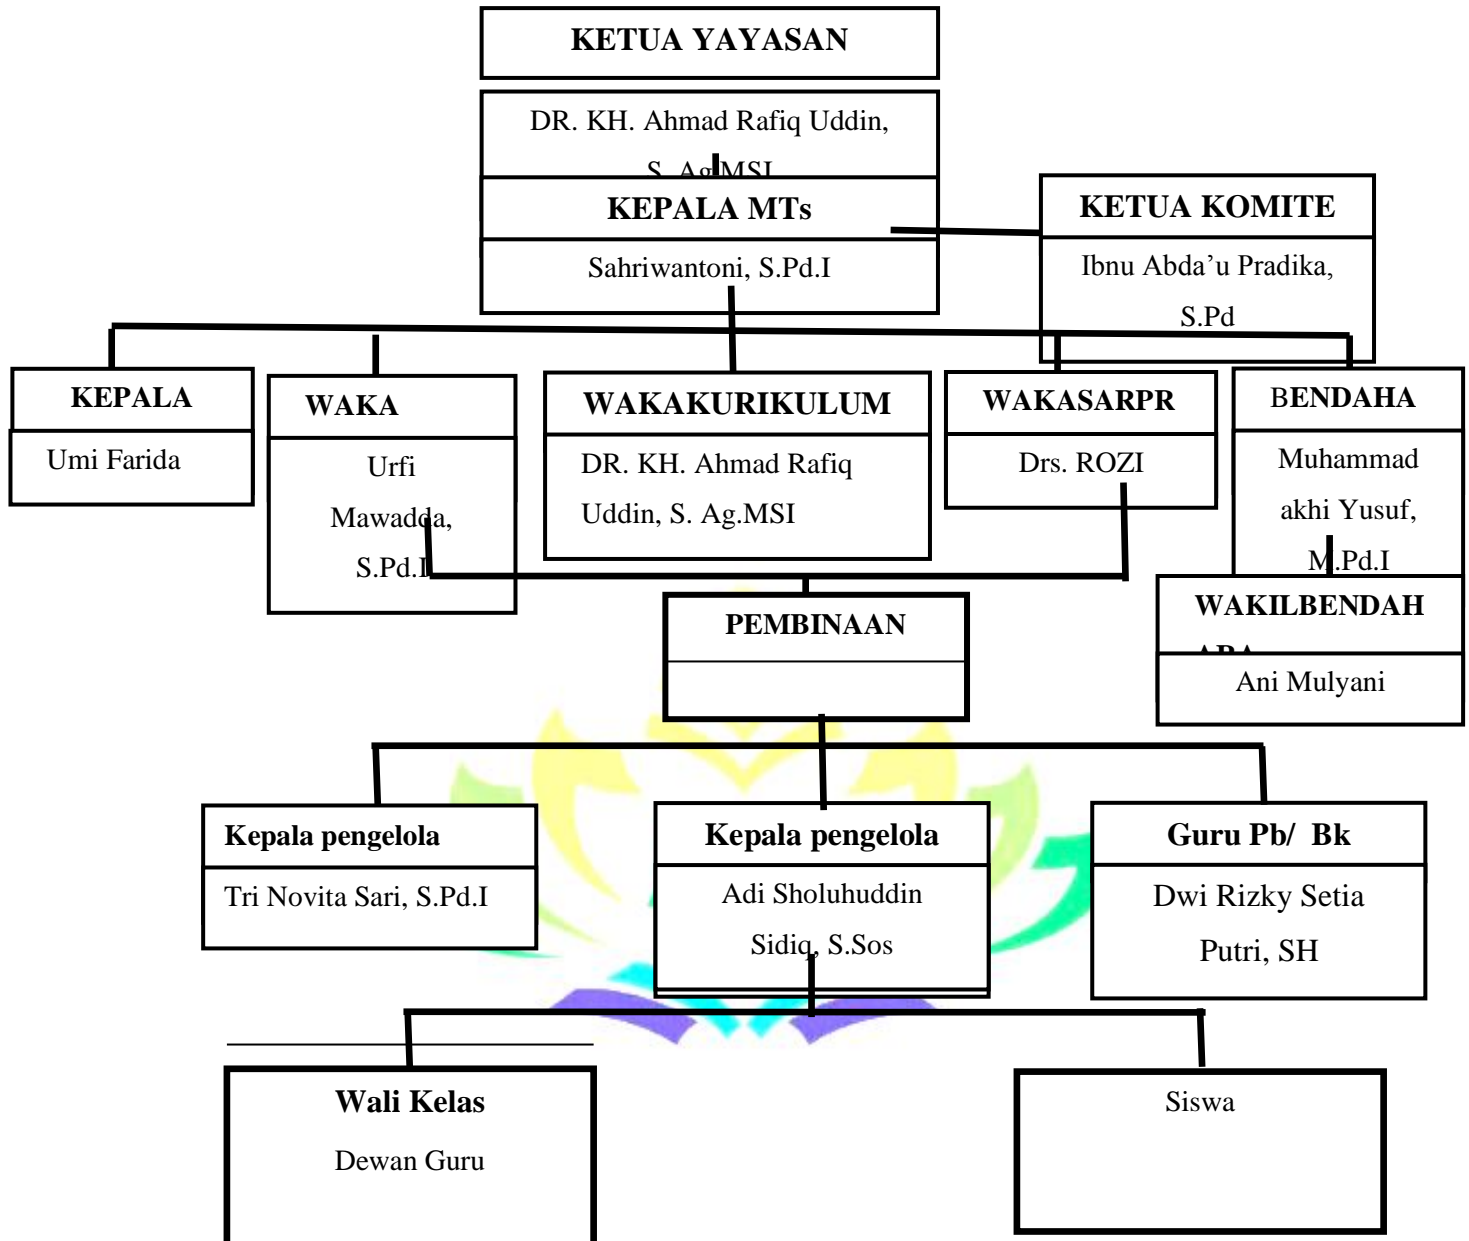 KETUA YAYASAN
DR. KH. Ahmad Rafiq Uddin,
S. Ag.MSI
KEPALA MTs
Sahriwantoni, S.Pd.I
KETUA KOMITE
Ibnu Abda’u Pradika,
S.Pd
KEPALA
Umi Farida
WAKA
Urfi
Mawadda,
S.Pd.I
WAKAKURIKULUM
DR. KH. Ahmad Rafiq
Uddin, S. Ag.MSI
WAKASARPR
Drs. ROZI
BENDAHA
Muhammad
akhi Yusuf,
M.Pd.I
WAKILBENDAH
ARA
Ani Mulyani
PEMBINAAN
Kepala pengelola
Tri Novita Sari, S.Pd.I
Kepala pengelola
Adi Sholuhuddin
Sidiq, S.Sos
Guru Pb/ Bk
Dwi Rizky Setia
Putri, SH
Wali Kelas
Dewan Guru
Siswa